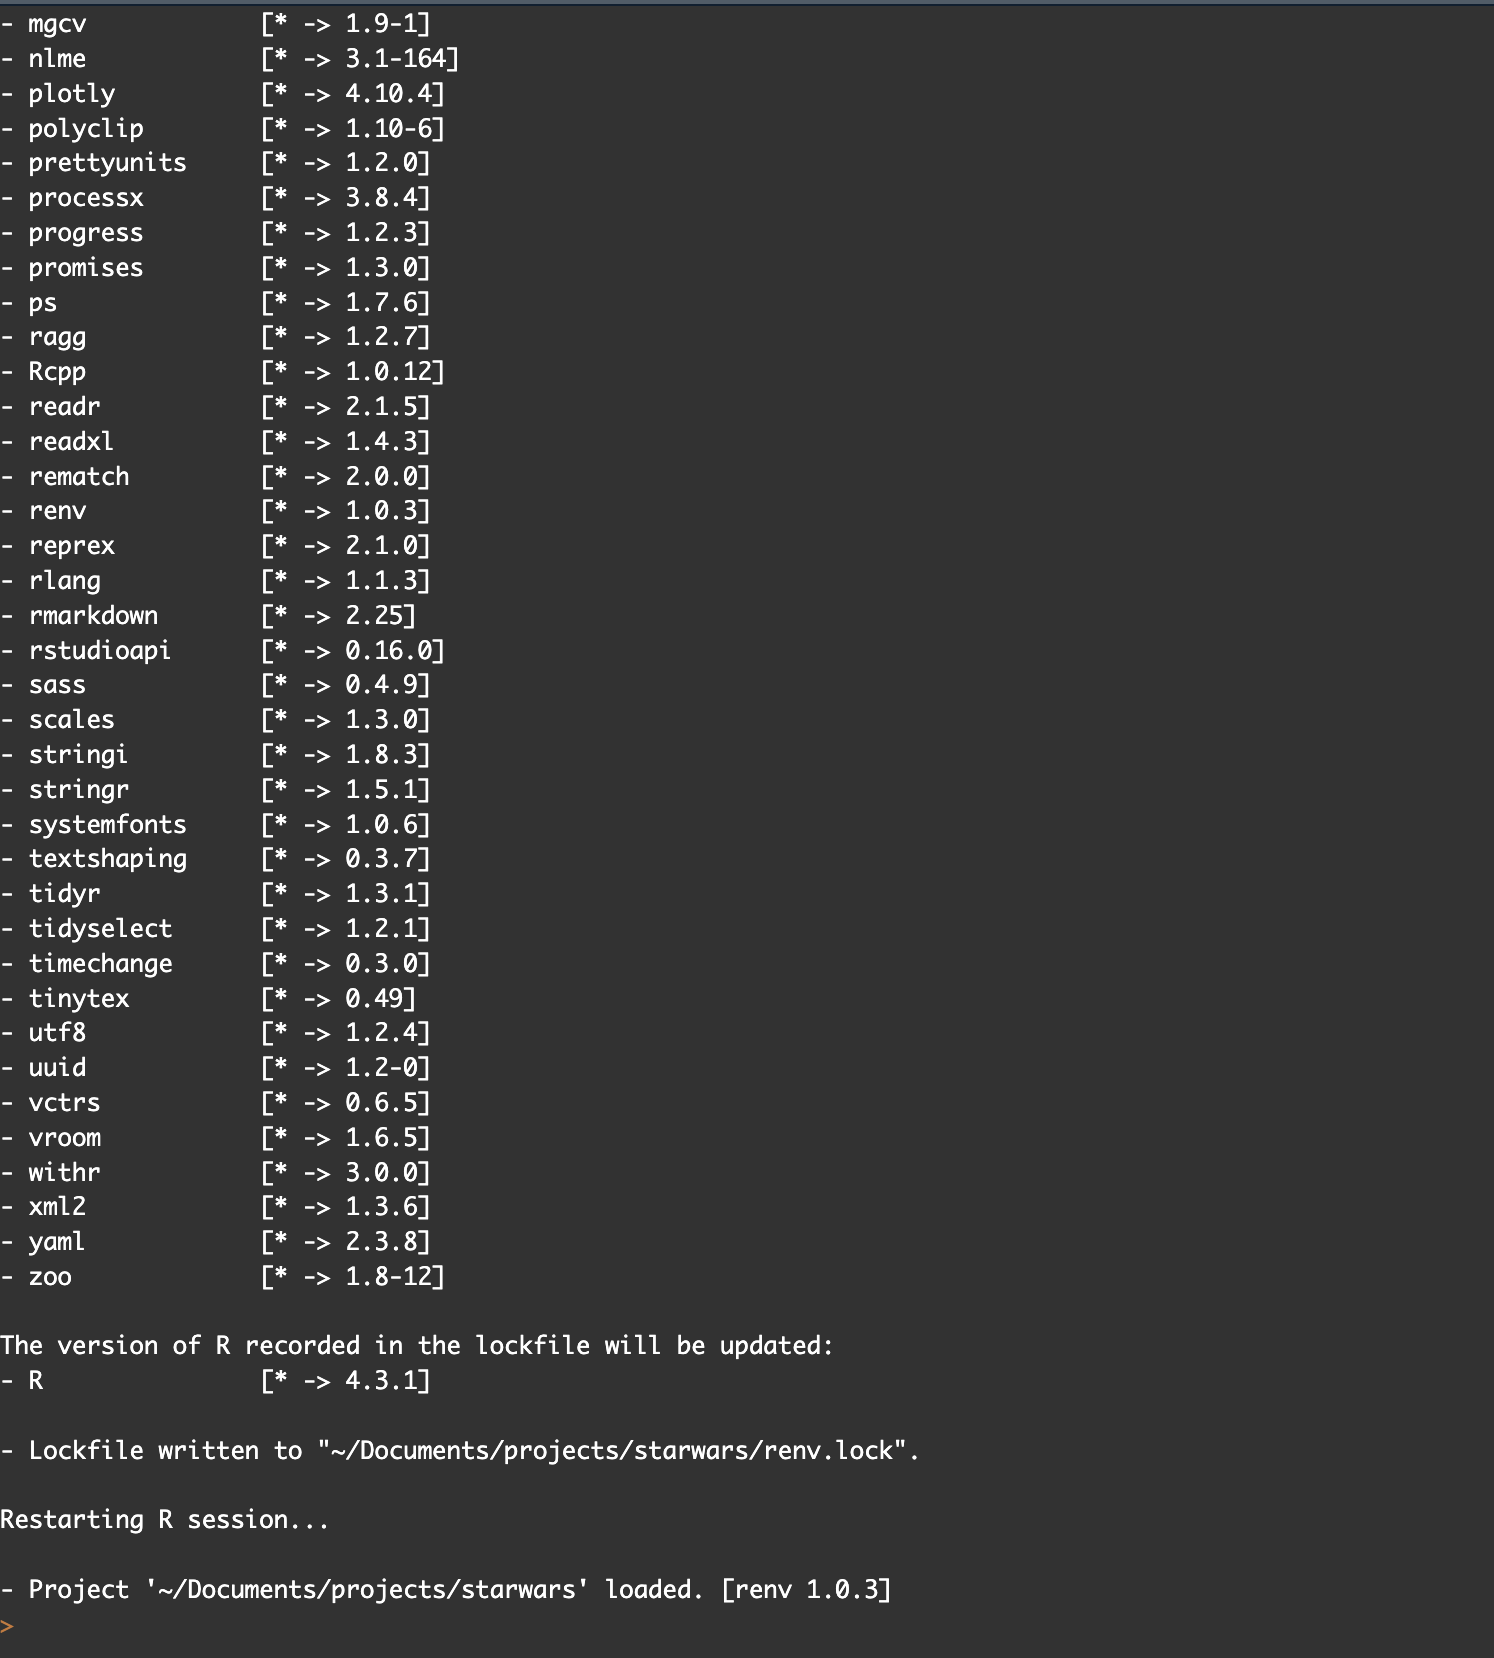 - mgcv [* -> 1.9-1]
- nlme [* -> 3.1-164]
- plotly [* -> 4.10.4]
- polyclip [* -> 1.10-6]
- prettyunits [* -> 1.2.0]
- processx [* -> 3.8.4]
- progress [* -> 1.2.3]
- promises [* -> 1.3.0]
- ps [* -> 1.7.6]
- ragg [* -> 1.2.7]
- Rcpp [* -> 1.0.12]
- readr [* -> 2.1.5]
- readxl [* -> 1.4.3]
- rematch [* -> 2.0.0]
- renv [* -> 1.0.3]
- reprex [* -> 2.1.0]
- rlang [* -> 1.1.3]
- rmarkdown [* -> 2.25]
- rstudioapi [* -> 0.16.0]
- sass [* -> 0.4.9]
- scales [* -> 1.3.0]
- stringi [* -> 1.8.3]
- stringr [* -> 1.5.1]
- systemfonts [* -> 1.0.6]
- textshaping [* -> 0.3.7]
- tidyr [* -> 1.3.1]
- tidyselect [* -> 1.2.1]
- timechange [* -> 0.3.0]
- tinytex [* -> 0.49]
- utf8 [* -> 1.2.4]
- uuid [* -> 1.2-0]
- vctrs [* -> 0.6.5]
- vroom [* -> 1.6.5]
- withr [* -> 3.0.0]
- xml2 [* -> 1.3.6]
- yaml [* -> 2.3.8]
- zoo [* -> 1.8-12]
The version of R recorded in the lockfile will be updated:
- R [* -> 4.3.1]
- Lockfile written to "~/Documents/projects/starwars/renv.lock".
Restarting R session...
- Project '~/Documents/projects/starwars' loaded. [renv 1.0.3]
>